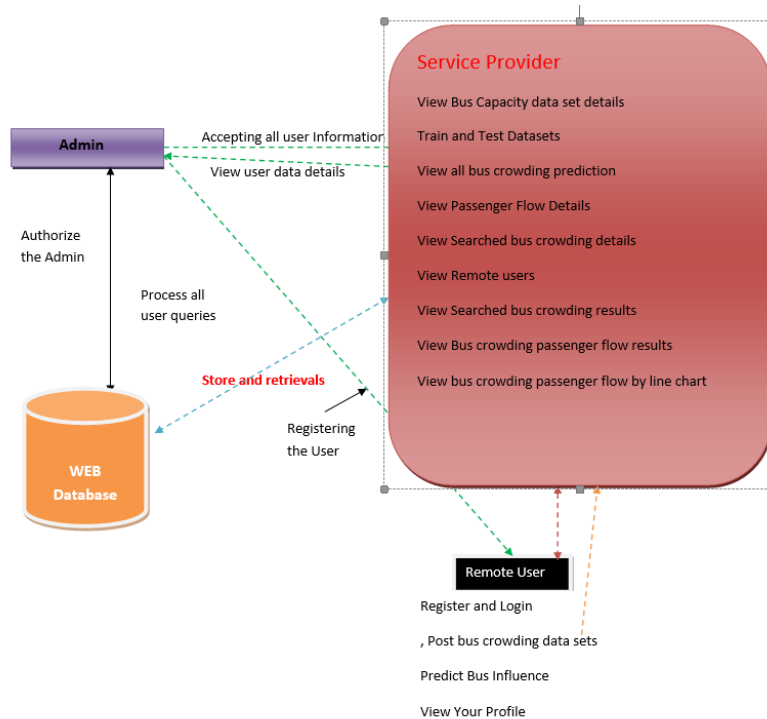 Service Provider
View Bus Capacity data set details
Train and Test Datasets
View all bus crowding prediction
View Passenger Flow Details
View Searched bus crowding details
View Remote users
View Searched bus crowding results
View Bus crowding passenger flow results
View bus crowding passenger flow by line chart
Admin
Accepting all user Information
View user data details
Authorize
the Admin
Process all
user queries
Store and retrievals
Registering
the User
WEB
Database
Remote User
Register and Login
, Post bus crowding data sets
Predict Bus Influence
View Your Profile